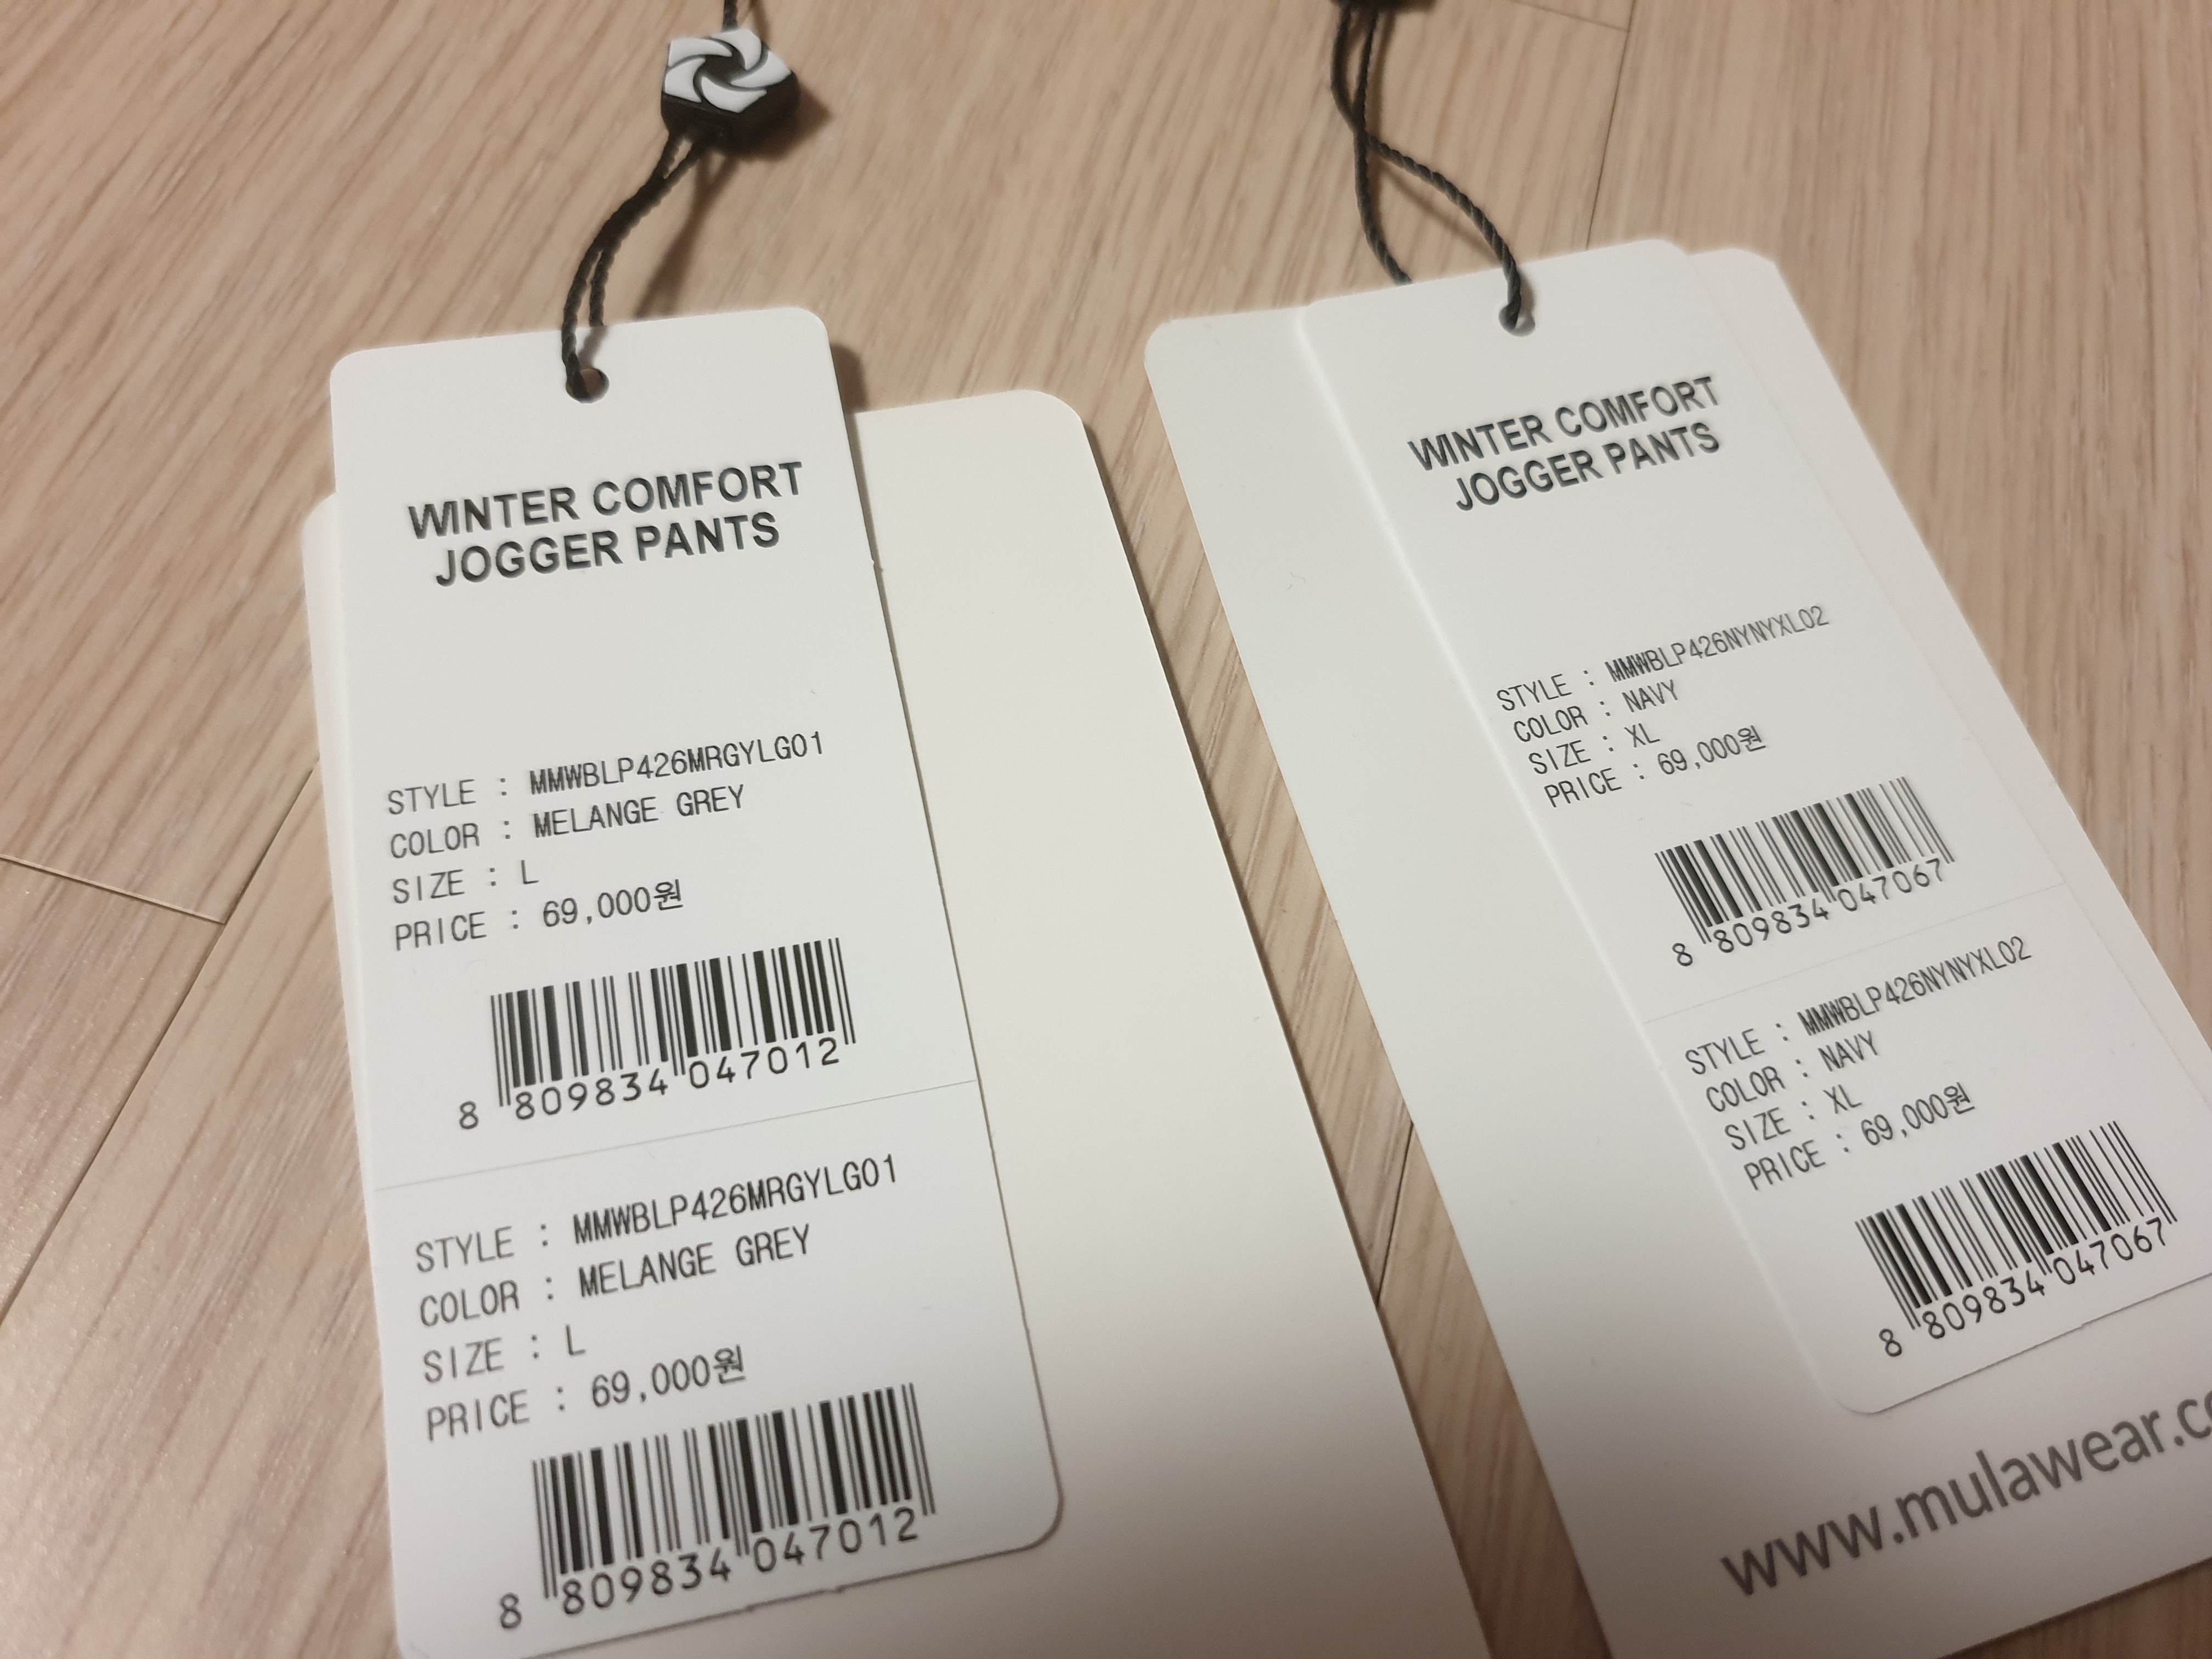 WINTER COMFORT
JOGGER PANTS
STYLE : MMWBLP426MRGYLG01
COLOR : MELANGE GREY
SIZE : L
PRICE : 69,000원
8 809834 047012
STYLE : MMWBLP426MRGYLG01
COLOR : MELANGE GREY
SIZE : L
PRICE : 69,000원
8 809834 047012
WINTER COMFORT
JOGGER PANTS
STYLE : MMWBLP426NYNYXL02
COLOR : NAVY
SIZE : XL
PRICE : 69,000원
8 809834 047067
STYLE : MMWBLP426NYNYXL02
COLOR : NAVY
SIZE : XL
PRICE : 69,000원
8 809834 047067
www.mulawear.c